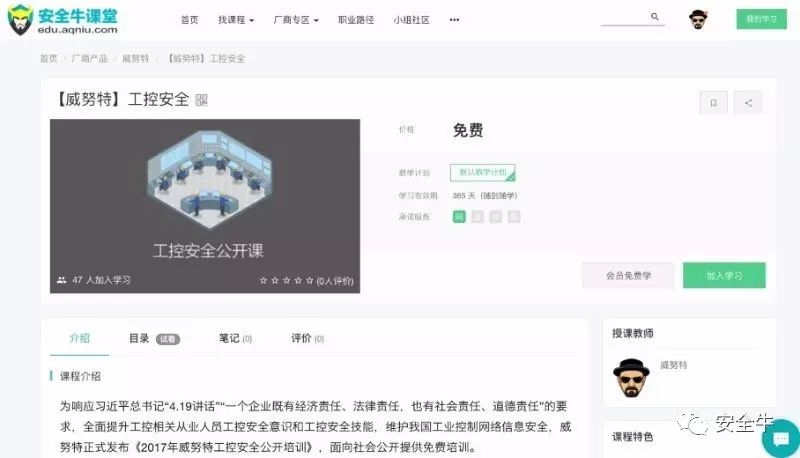 安全牛课堂
edu.aqniu.com
首页 找课程 厂商专区 职业路径 小组社区 •••
我的学习
首页 / 厂商产品 / 威努特 / 【威努特】工控安全
【威努特】工控安全
工控安全公开课
47 人加入学习
(0人评价)
价格 免费
教学计划 默认教学计划
学习有效期 365 天（随到随学）
承诺服务
会员免费学 加入学习
介绍 目录 试看 笔记 (0) 评价 (0)
课程介绍
为响应习近平总书记“4.19讲话”“一个企业既有经济责任、法律责任，也有社会责任、道德责任”的要
求，全面提升工控相关从业人员工控安全意识和工控安全技能，维护我国工业控制网络信息安全，威
努特正式发布《2017年威努特工控安全公开培训》，面向社会公开提供免费培训。
授课教师
威努特
课程特色
安全牛